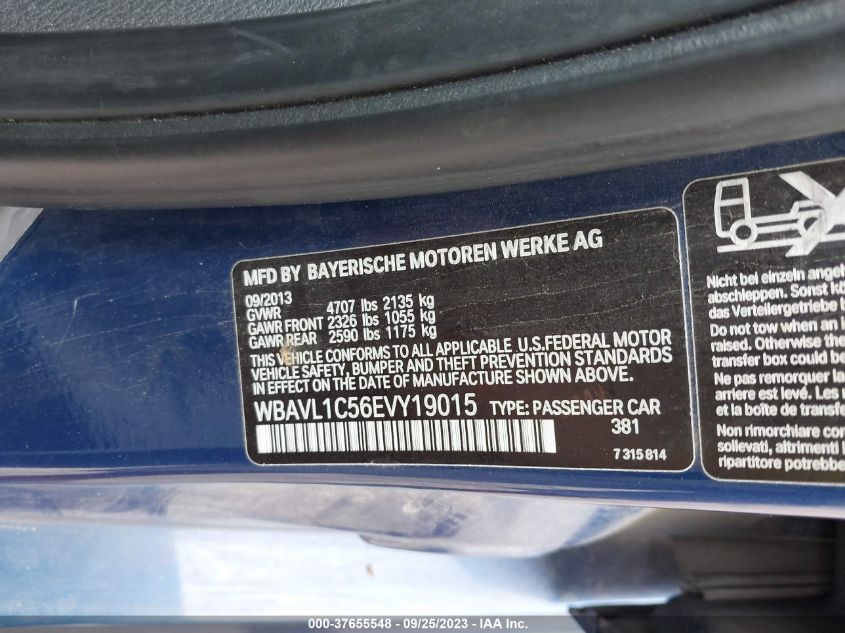 MFD BY BAYERISCHE MOTOREN WERKE AG
09/2013
GVWR 4707 lbs 2135 kg
GAWR FRONT 2326 lbs 1055 kg
GAWR REAR 2590 lbs 1175 kg
THIS VEHICLE CONFORMS TO ALL APPLICABLE U.S.FEDERAL MOTOR
VEHICLE SAFETY, BUMPER AND THEFT PREVENTION STANDARDS
IN EFFECT ON THE DATE OF MANUFACTURE SHOWN ABOVE.
WBAVL1C56EVY19015 TYPE: PASSENGER CAR
381
7 315 814
Nicht bei einzeln
abschleppen. Sonst
das Verteilergetriebe
Do not tow when an
raised. Otherwise the
transfer box could be
Ne pas remorquer la
arriere est levé. Les
et la boîte de transfert
Non rimorchiare
sollevati, altrimenti
ripartitore
000-37655548 - 09/25/2023 - IAA Inc.